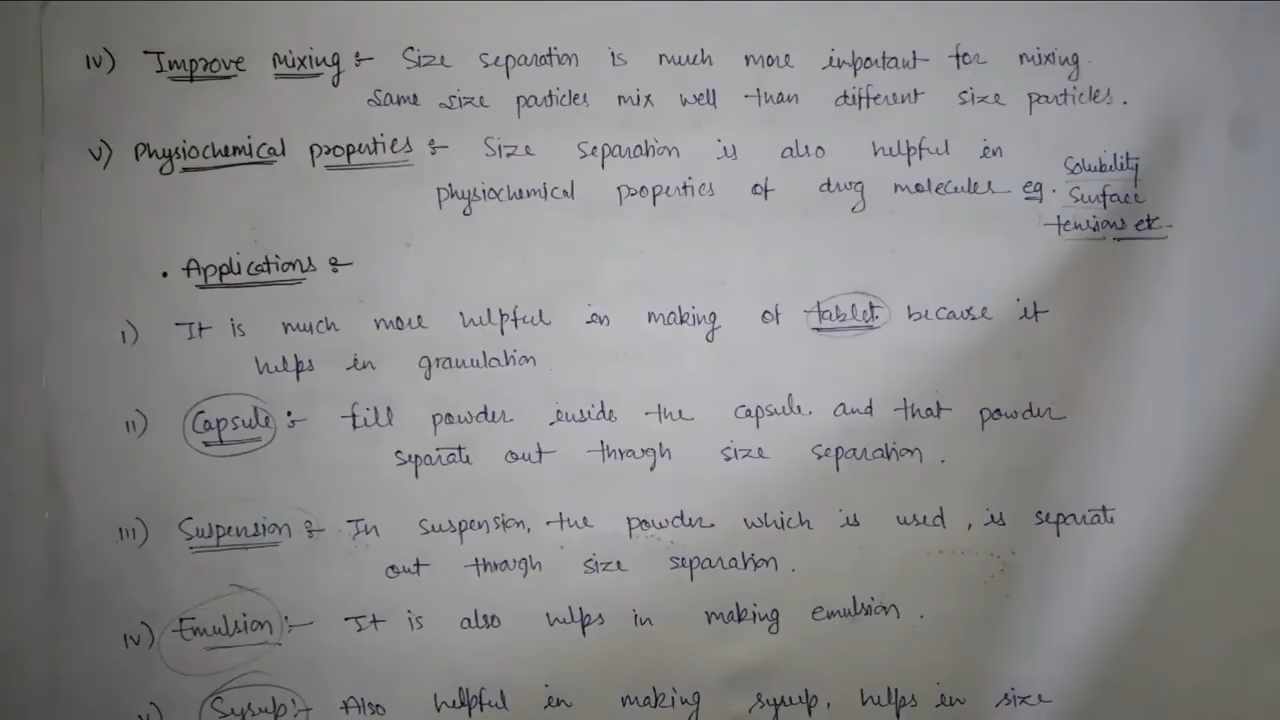 IV) Improve mixing :- Size separation is much more inportant for mixing.
Same size particles mix well than different size particles.
V) Physiochemical properties :- Size separation is also helpful in
physiochemical properties of drug molecules eg. Solubility
Surface
tensions etc
• Applications :-
I) It is much more helpful in making of tablet because it
helps in granulation
II) Capsule :- fill powder inside the capsule. and that powder
separate out through size separation.
III) Suspension :- In suspension, the powder which is used, is separate
out through size separation.
IV) Emulsion :- It is also helps in making emulsion.
V) Sysup :- Also helpful in making sysup, helps in size